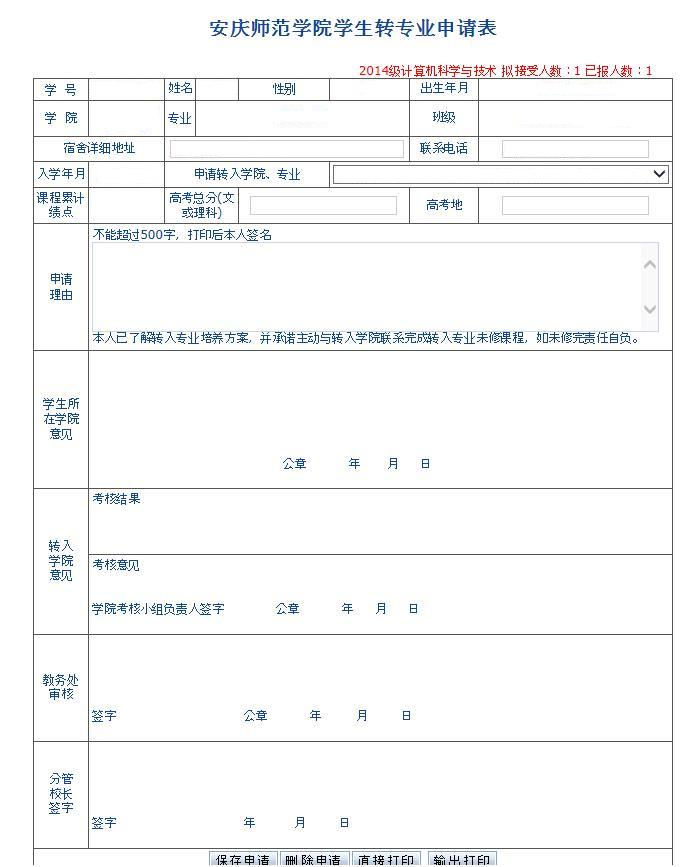 安庆师范学院学生转专业申请表
2014级计算机科学与技术 拟接受人数：1 已报人数：1
学 号 姓名 性别 出生年月
学 院 专业 班级
宿舍详细地址 联系电话
入学年月 申请转入学院、专业
课程累计
绩点
高考总分(文
或理科)
高考地
不能超过500字，打印后本人签名
申请
理由
本人已了解转入专业培养方案，并承诺主动与转入学院联系完成转入专业未修课程，如未修完责任自负。
学生所
在学院
意见
公章 年 月 日
转入
学院
意见
考核结果
考核意见
学院考核小组负责人签字 公章 年 月 日
教务处
审核
签字 公章 年 月 日
分管
校长
签字
签字 年 月 日
保存申请 删除申请 直接打印 输出打印